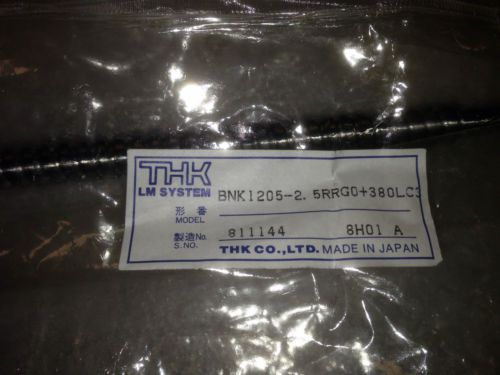 THK
LM SYSTEM
形番
MODEL
BNK1205-2.5RRG0+380LC3
製造No.
S.NO.
811144 8H01 A
THK CO.,LTD. MADE IN JAPAN